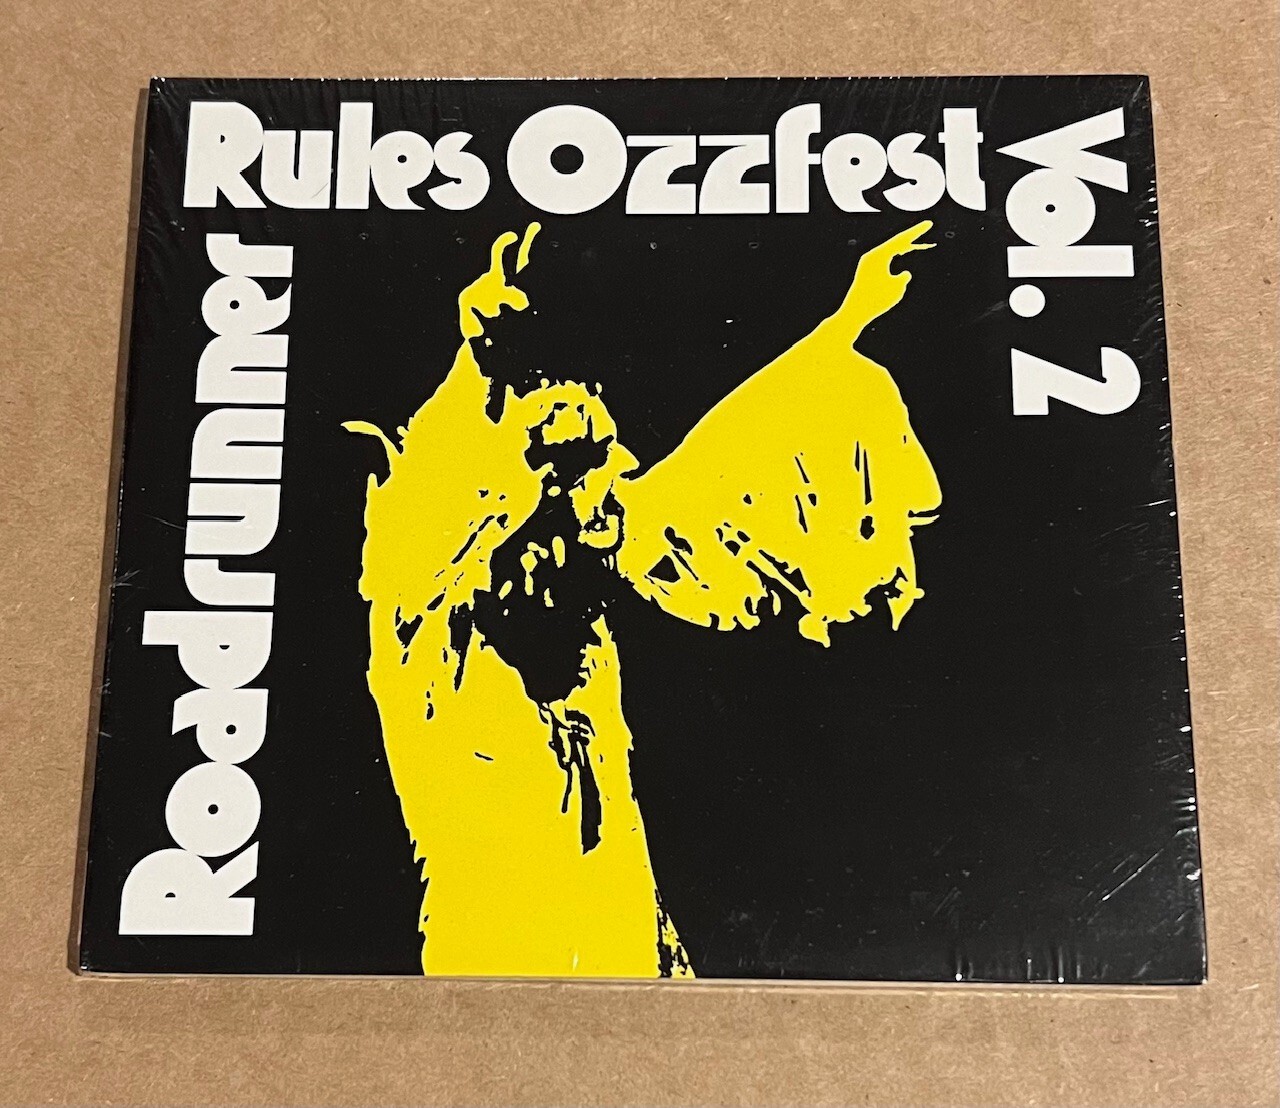 Roadrunner
Rules Ozzfest
Vol. 2